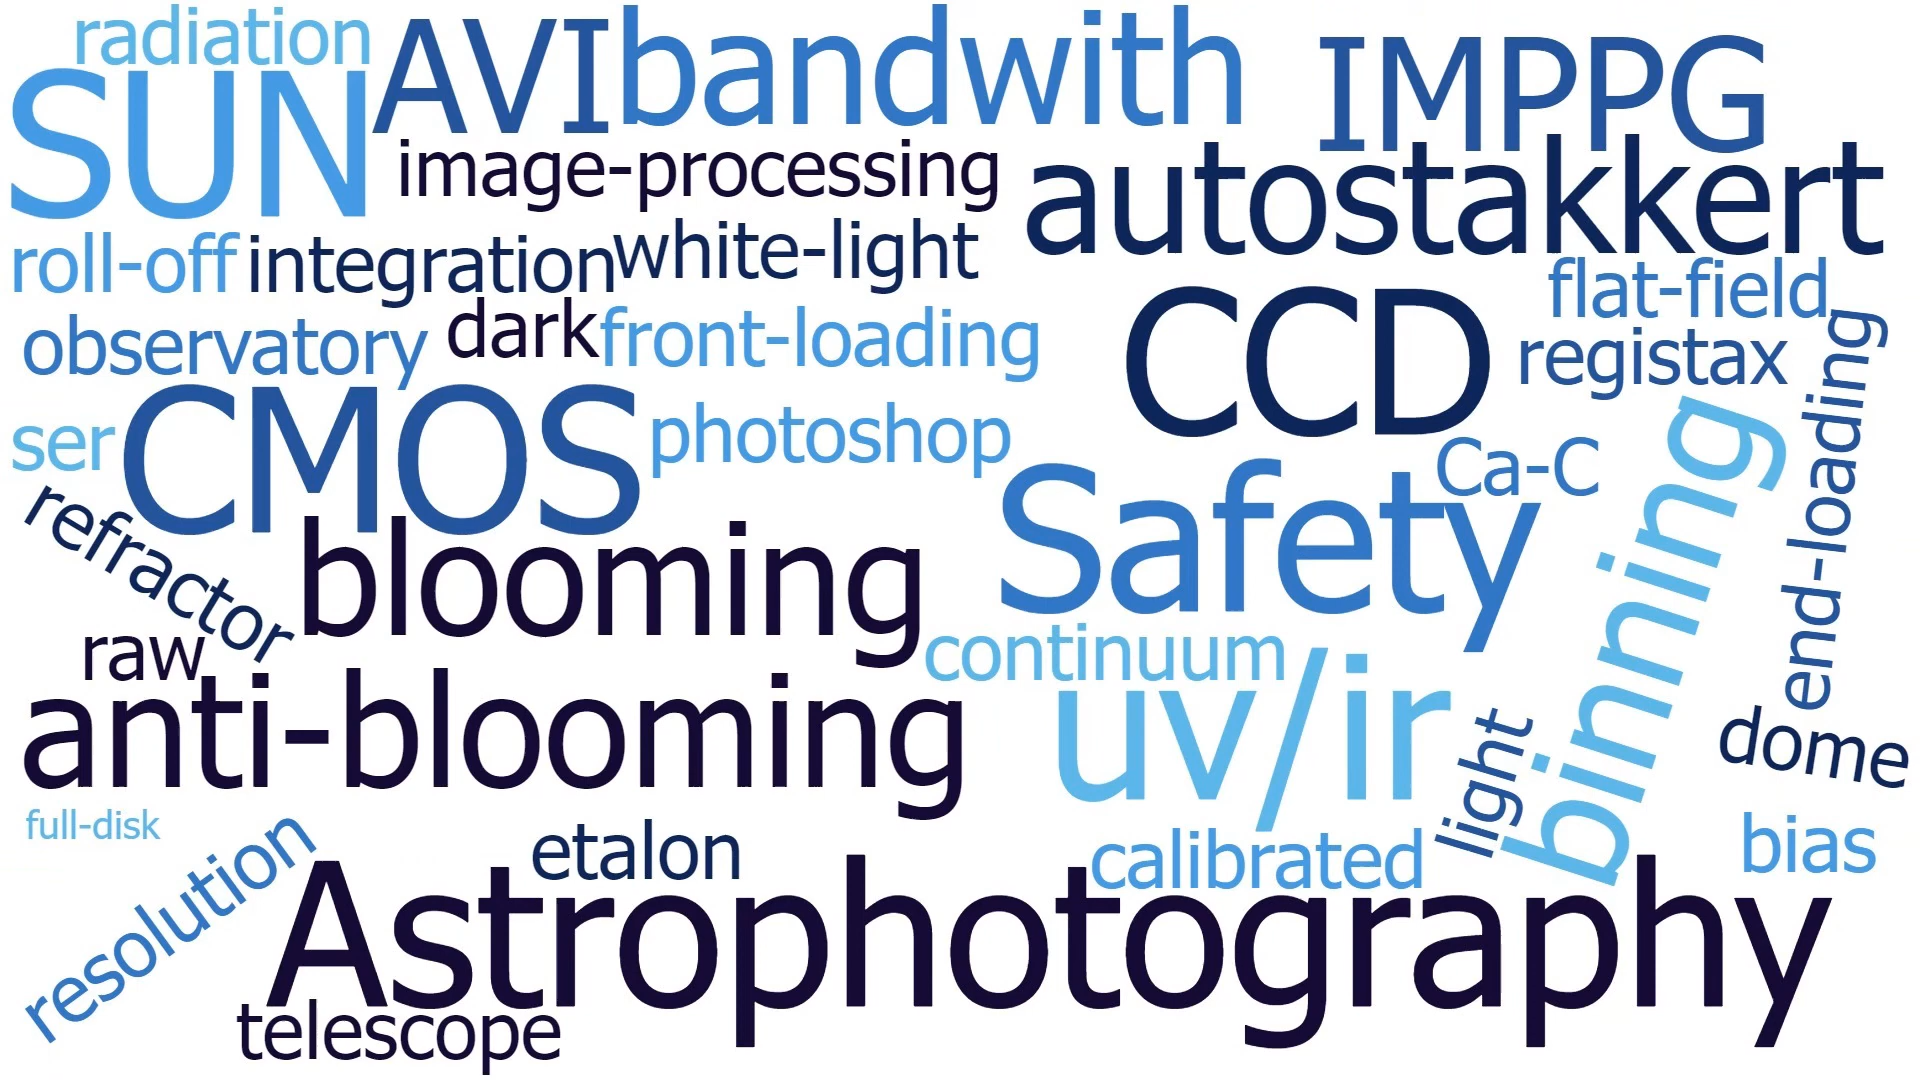 radiation
SUN
AVI
bandwith
IMPPG
image-processing
autostakkert
roll-off
integration
white-light
flat-field
observatory
dark
front-loading
CCD
registax
end-loading
ser
CMOS
photoshop
Ca-C
binning
refractor
blooming
Safety
raw
continuum
anti-blooming
uv/ir
light
dome
full-disk
resolution
etalon
calibrated
bias
Astrophotography
telescope